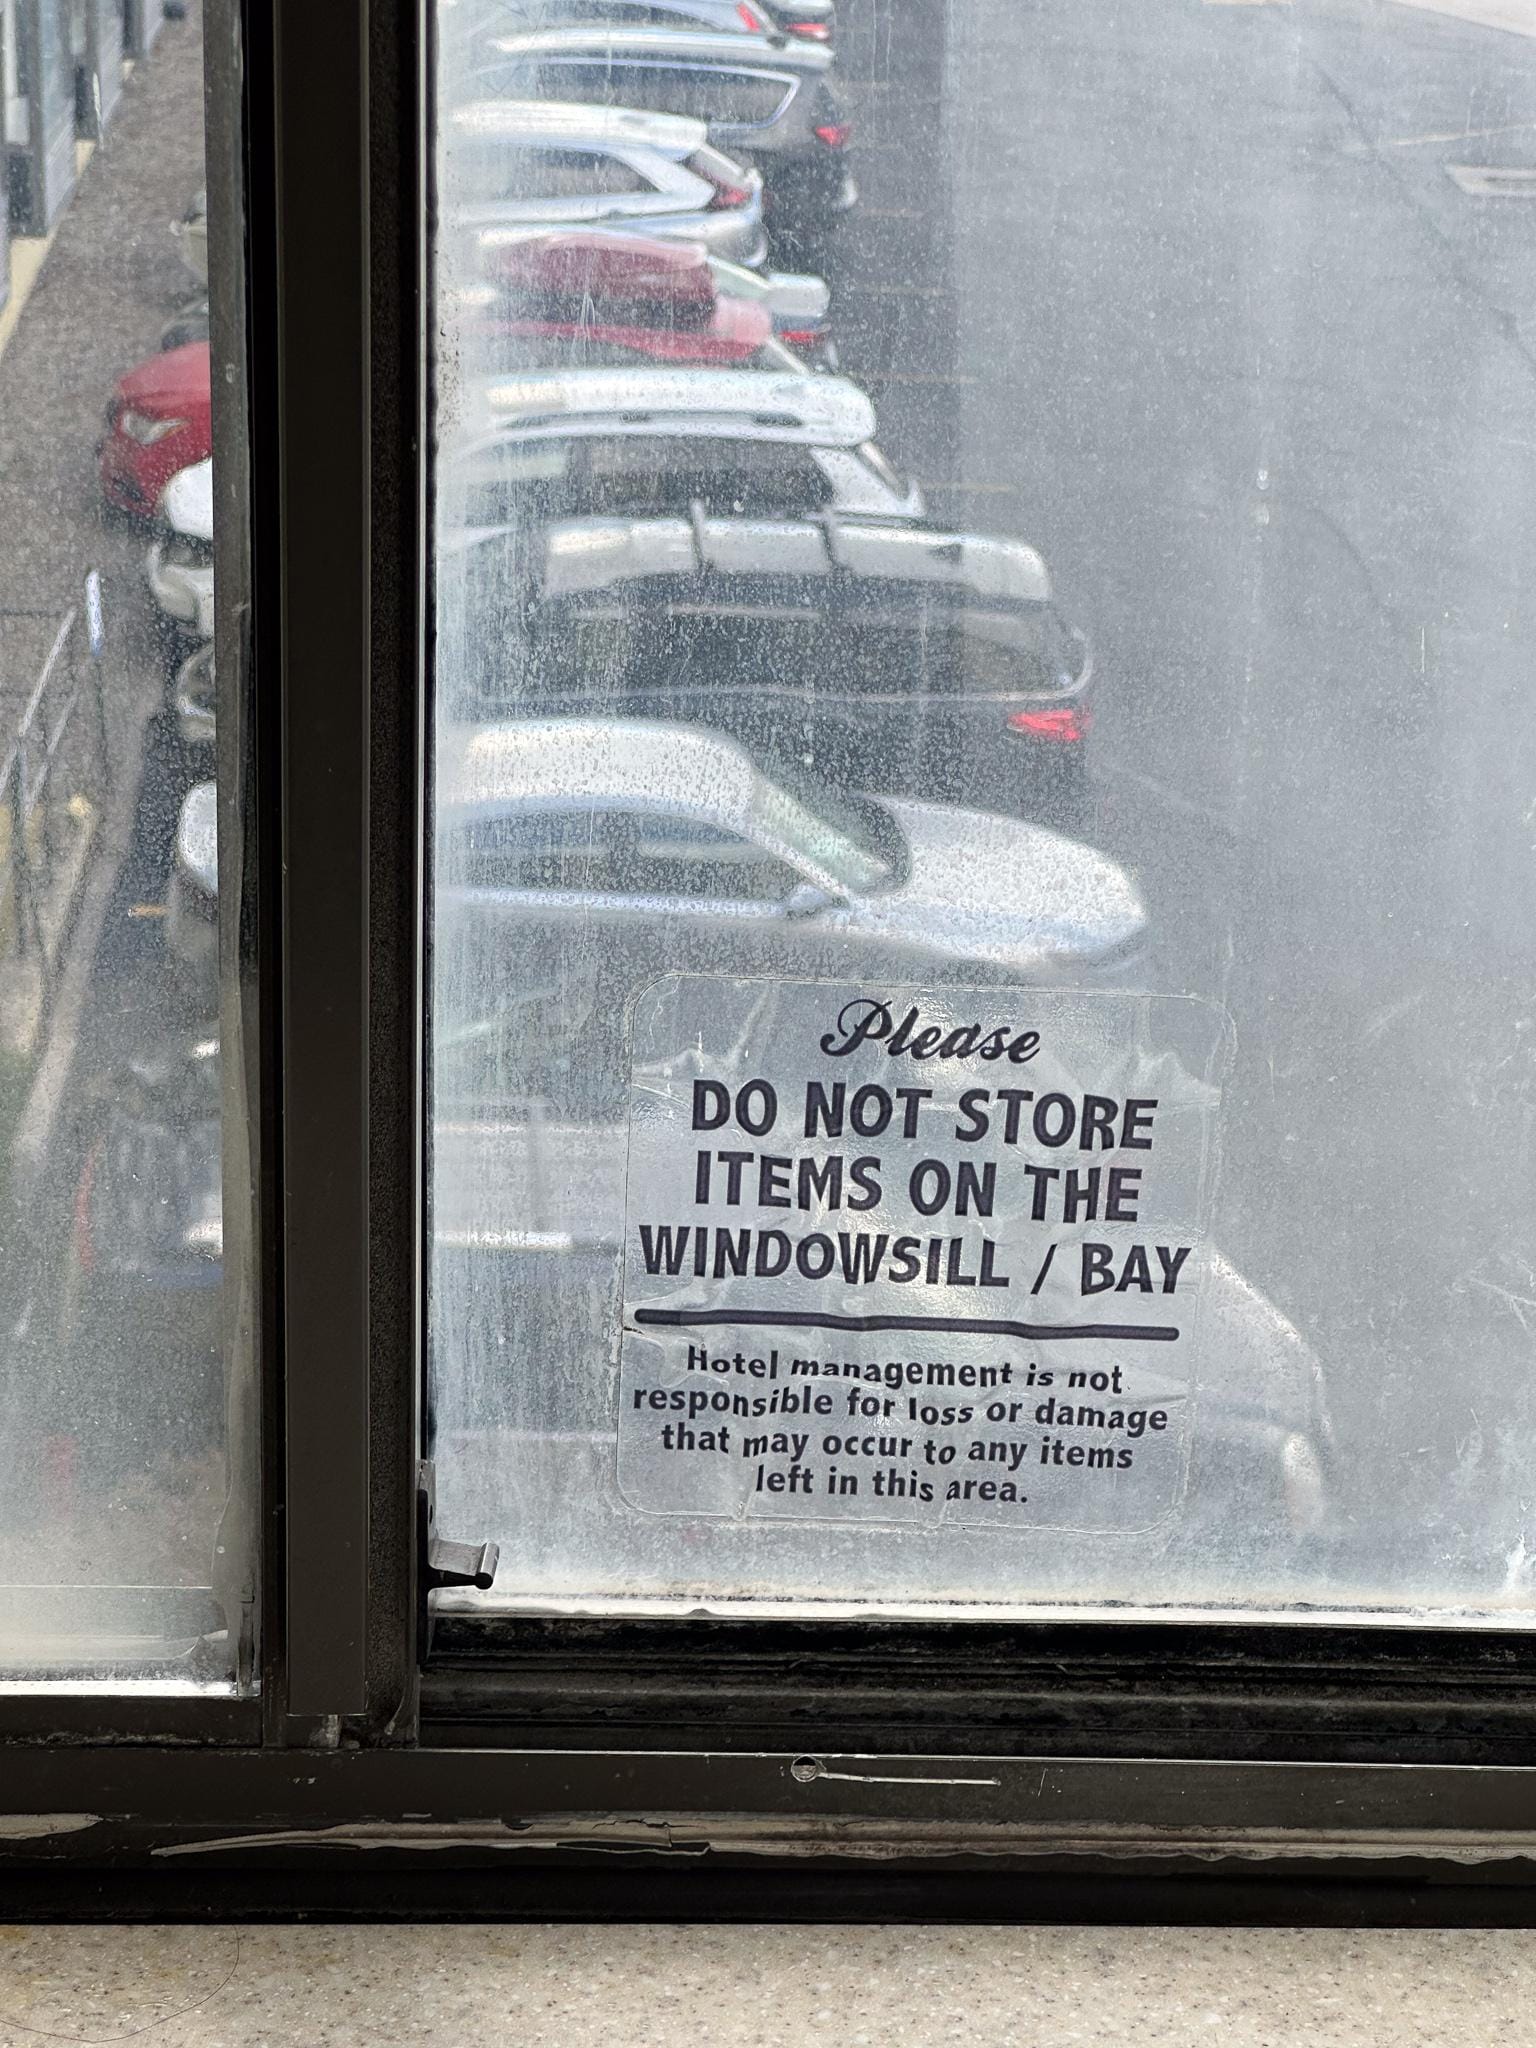 Please
DO NOT STORE
ITEMS ON THE
WINDOWSILL / BAY
Hotel management is not
responsible for loss or damage
that may occur to any items
left in this area.